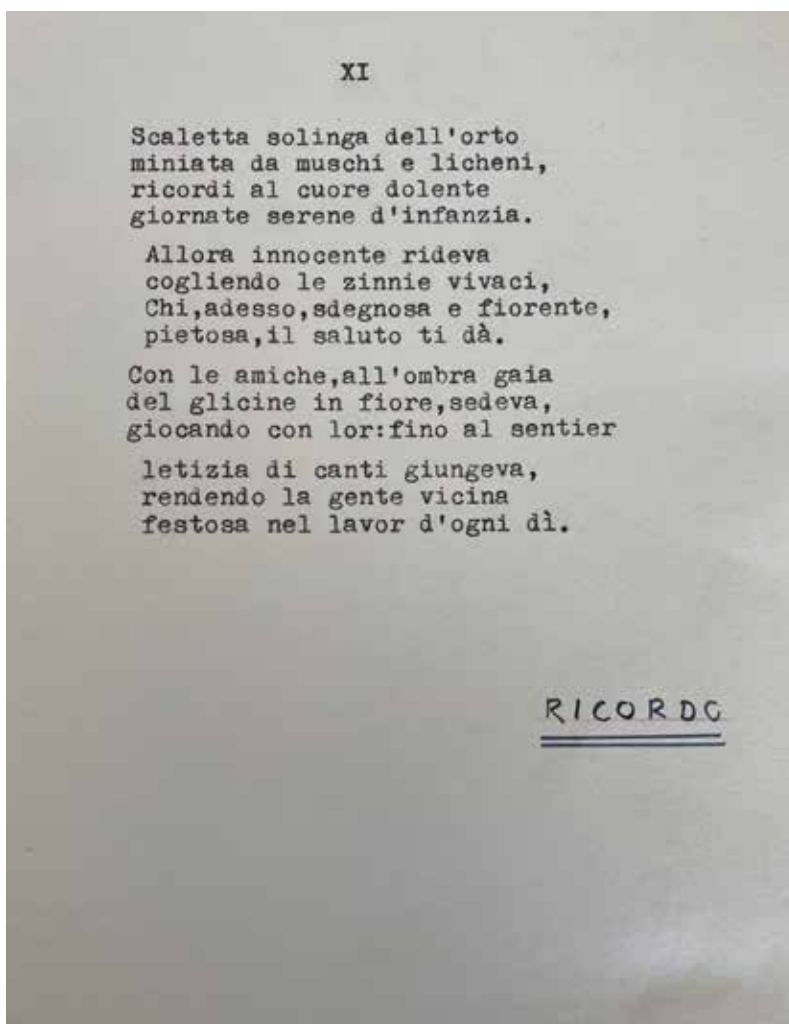 XI
Scaletta solinga dell'orto
miniata da muschi e licheni,
ricordi al cuore dolente
giornate serene d'infanzia.
Allora innocente rideva
cogliendo le zinnie vivaci,
Chi,adesso,sdegnosa e fiorente,
pietosa,il saluto ti dà.
Con le amiche,all'ombra gaia
del glicine in fiore,sedeva,
giocando con lor:fino al sentier
letizia di canti giungeva,
rendendo la gente vicina
festosa nel lavor d'ogni dì.
RICORDO